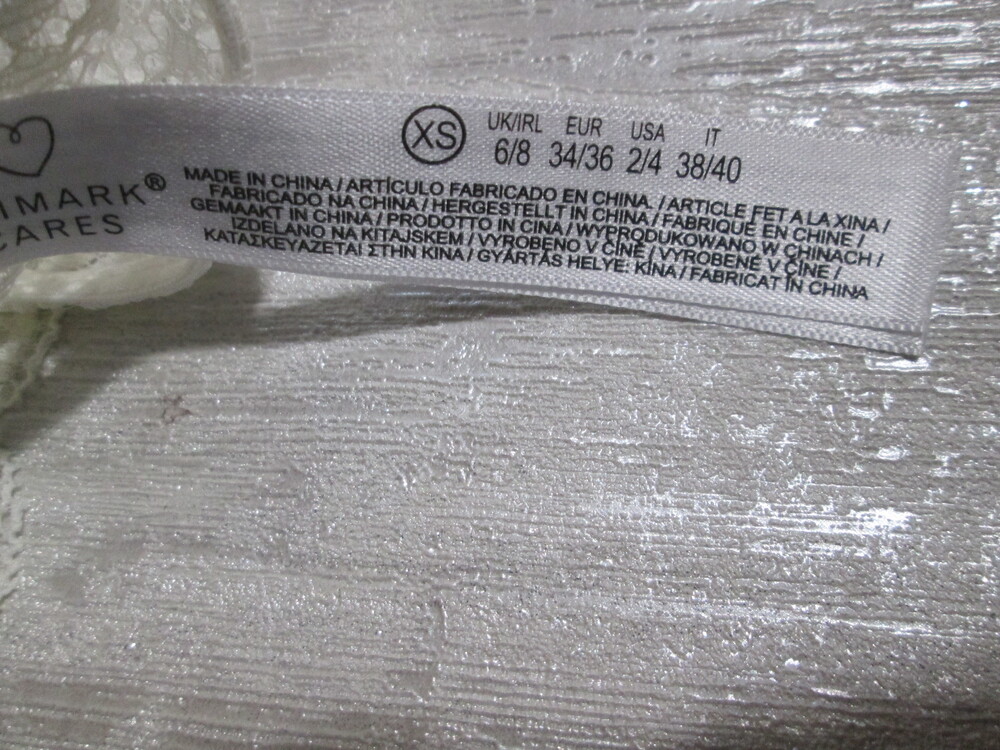 IMARK®
CARES
XS
UK/IRL EUR USA IT
6/8 34/36 2/4 38/40
MADE IN CHINA / ARTÍCULO FABRICADO EN CHINA. / ARTICLE FET A LA XINA /
FABRICADO NA CHINA / HERGESTELLT IN CHINA / FABRIQUÉ EN CHINE /
GEMAAKT IN CHINA / PRODOTTO IN CINA / WYPRODUKOWANO W CHINACH /
IZDELANO NA KITAJSKEM / VYROBENO V ČÍNĚ / VYROBENÉ V ČÍNE /
ΚΑΤΑΣΚΕΥΑΖΕΤΑΙ ΣΤΗΝ ΚΙΝΑ / GYÁRTÁS HELYE: KÍNA / FABRICAT ÎN CHINA